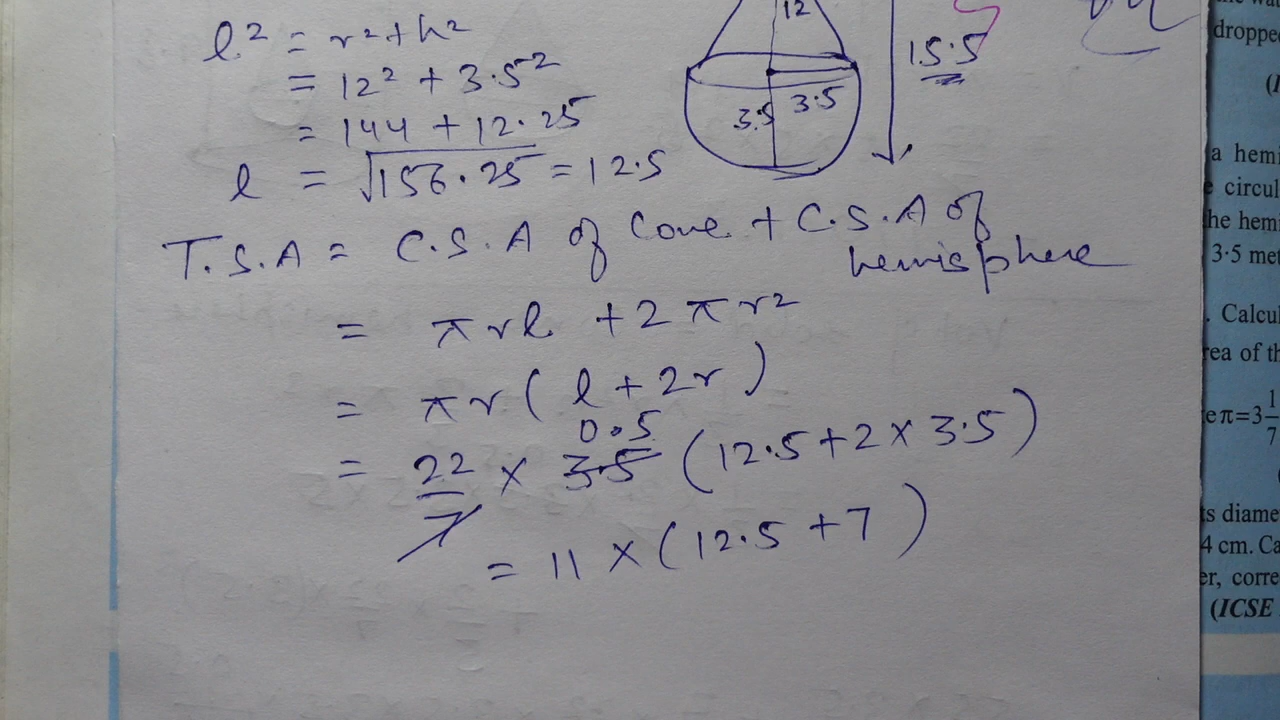 12
15.5
3.5
3.5
l² = r² + h²
= 12² + 3.5²
= 144 + 12.25
l = √156.25 = 12.5
T.S.A = C.S.A of Cone + C.S.A of
hemisphere
= πrl + 2πr²
= πr(l + 2r)
0.5
= 22/7 × 3.5 (12.5 + 2 × 3.5)
= 11 × (12.5 + 7)
droppe
a hemi
circul
the hem
3·5 met
. Calcul
rea of th
π=3 1/7
ts diame
4 cm. Ca
er, corre
(ICSE